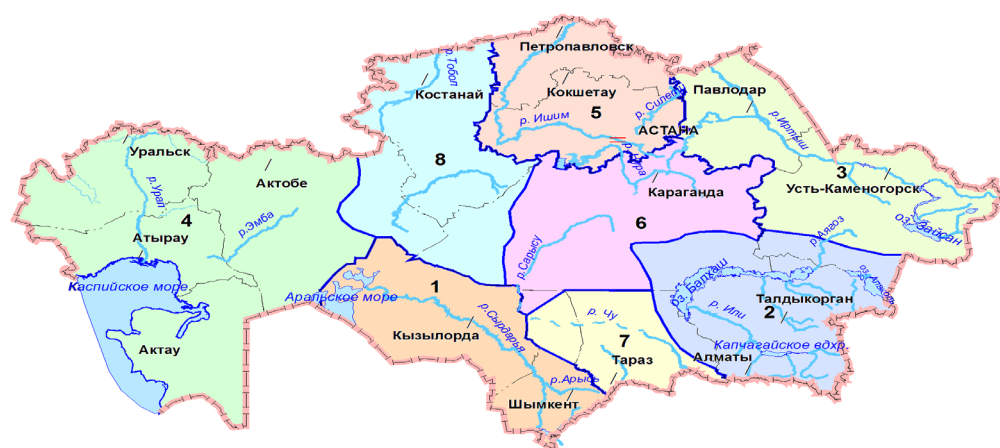 Петропавловск
р.Тобол
Костанай
Кокшетау
р. Силеты
5
Павлодар
р. Ишим
АСТАНА
р.Иртыш
р. Нура
Уральск
8
3
Актобе
Караганда
Усть-Каменогорск
р.Урал
4
р.Эмба
6
оз.Зайсан
Атырау
р.Аягоз
р.Сарысу
Каспийское море
оз. Балхаш
Аральское море
1
Талдыкорган
р. Или
2
р.Сырдарья
р. Чу
Кызылорда
7
Капчагайское вдхр.
Актау
Тараз
Алматы
р.Арысь
Шымкент